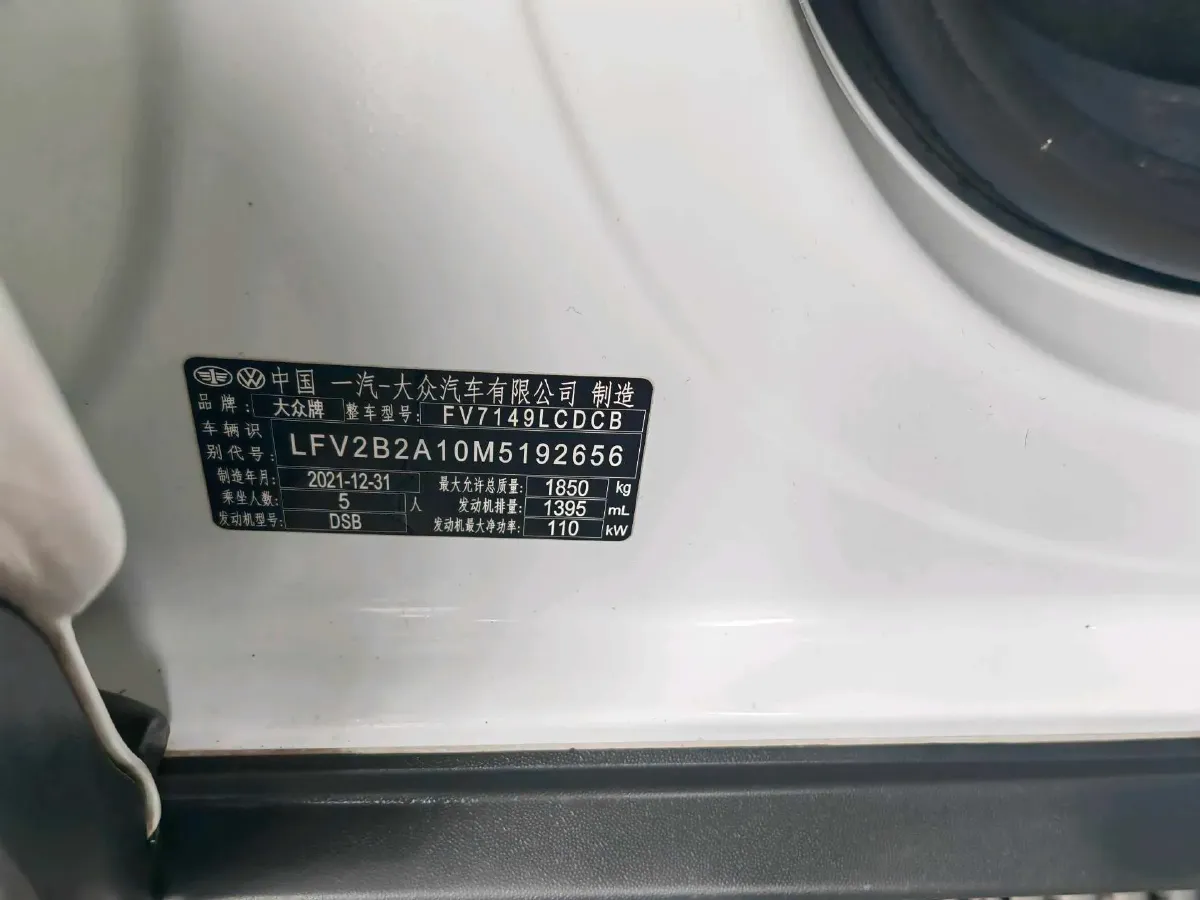 中国 一汽-大众汽车有限公司 制造
品牌: 大众牌 整车型号: FV7149LCDCB
车辆识别代号: LFV2B2A10M5192656
制造年月: 2021-12-31 最大允许总质量: 1850 kg
乘坐人数: 5 人 发动机排量: 1395 mL
发动机型号: DSB 发动机最大净功率: 110 kW